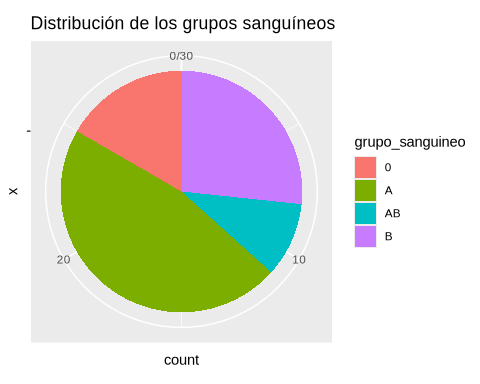 Distribución de los grupos sanguíneos
0/30
10
20
x
count
grupo_sanguineo
0
A
AB
B